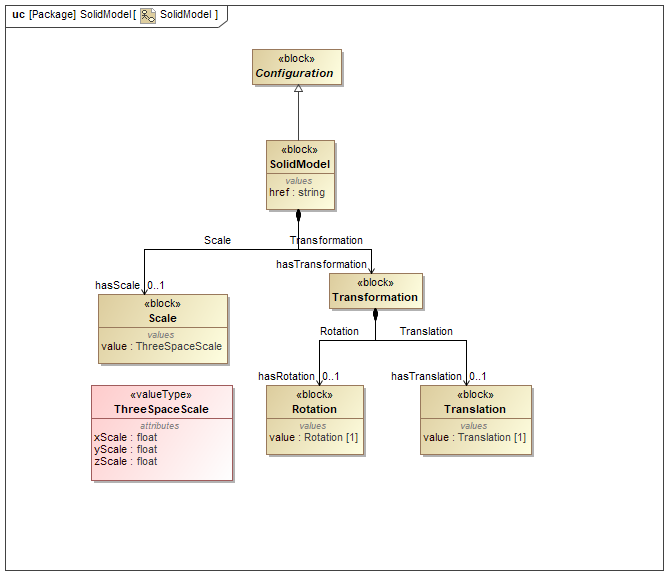 uc [Package] SolidModel [ SolidModel ]
«block»
Configuration
«block»
SolidModel
values
href : string
Scale
Transformation
hasTransformation
hasScale 0..1
«block»
Transformation
«block»
Scale
values
value : ThreeSpaceScale
Rotation
Translation
hasRotation 0..1
hasTranslation 0..1
«valueType»
ThreeSpaceScale
attributes
xScale : float
yScale : float
zScale : float
«block»
Rotation
values
value : Rotation [1]
«block»
Translation
values
value : Translation [1]